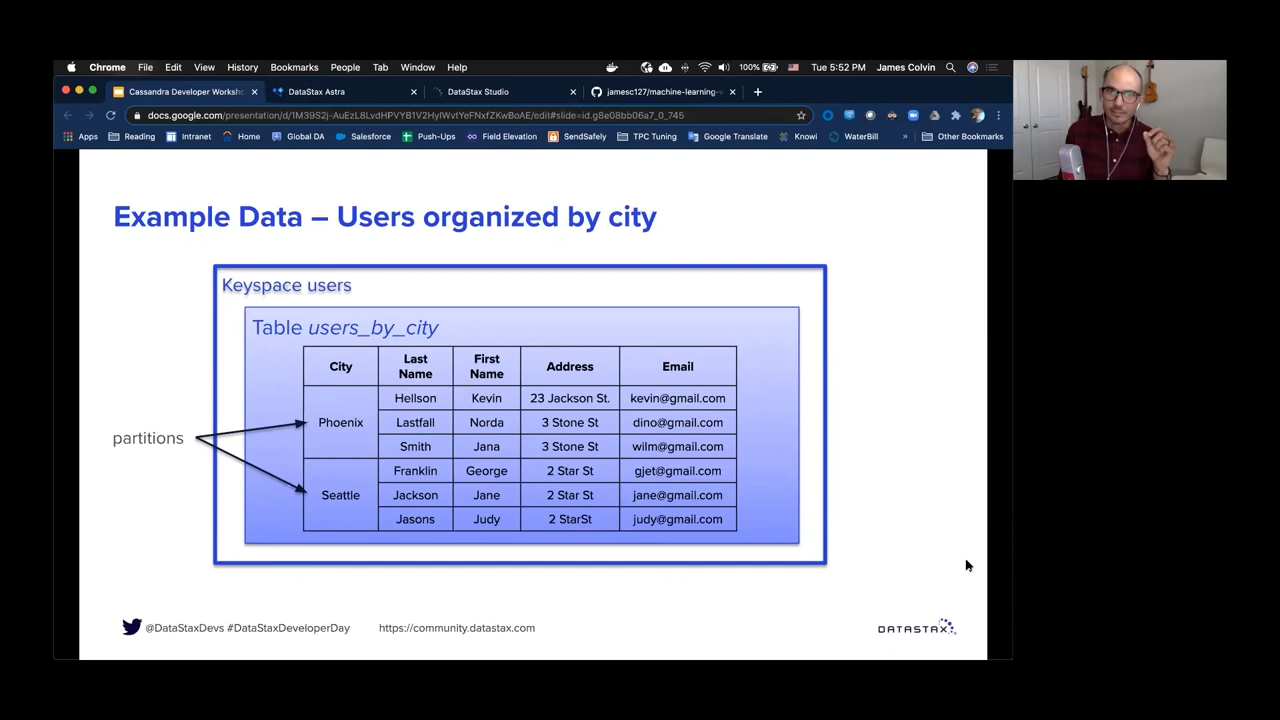 Chrome File Edit View History Bookmarks People Tab Window Help 100% Tue 5:52 PM James Colvin
Cassandra Developer Worksho DataStax Astra DataStax Studio jamesc127/machine-learning-
docs.google.com/presentation/d/1M39S2j-AuEzL8LvdHPVYB1V2HyIWvtYeFNxfZKwBoAE/edit#slide=id.g8e08bb06a7_0_745
Apps Reading Intranet Home Global DA Salesforce Push-Ups Field Elevation SendSafely TPC Tuning Google Translate Knowi WaterBill » Other Bookmarks
Example Data – Users organized by city
Keyspace users
Table users_by_city
City Last Name First Name Address Email
Hellson Kevin 23 Jackson St. kevin@gmail.com
Phoenix Lastfall Norda 3 Stone St dino@gmail.com
partitions
Smith Jana 3 Stone St wilm@gmail.com
Franklin George 2 Star St gjet@gmail.com
Seattle Jackson Jane 2 Star St jane@gmail.com
Jasons Judy 2 StarSt judy@gmail.com
@DataStaxDevs #DataStaxDeveloperDay https://community.datastax.com
DATASTAX